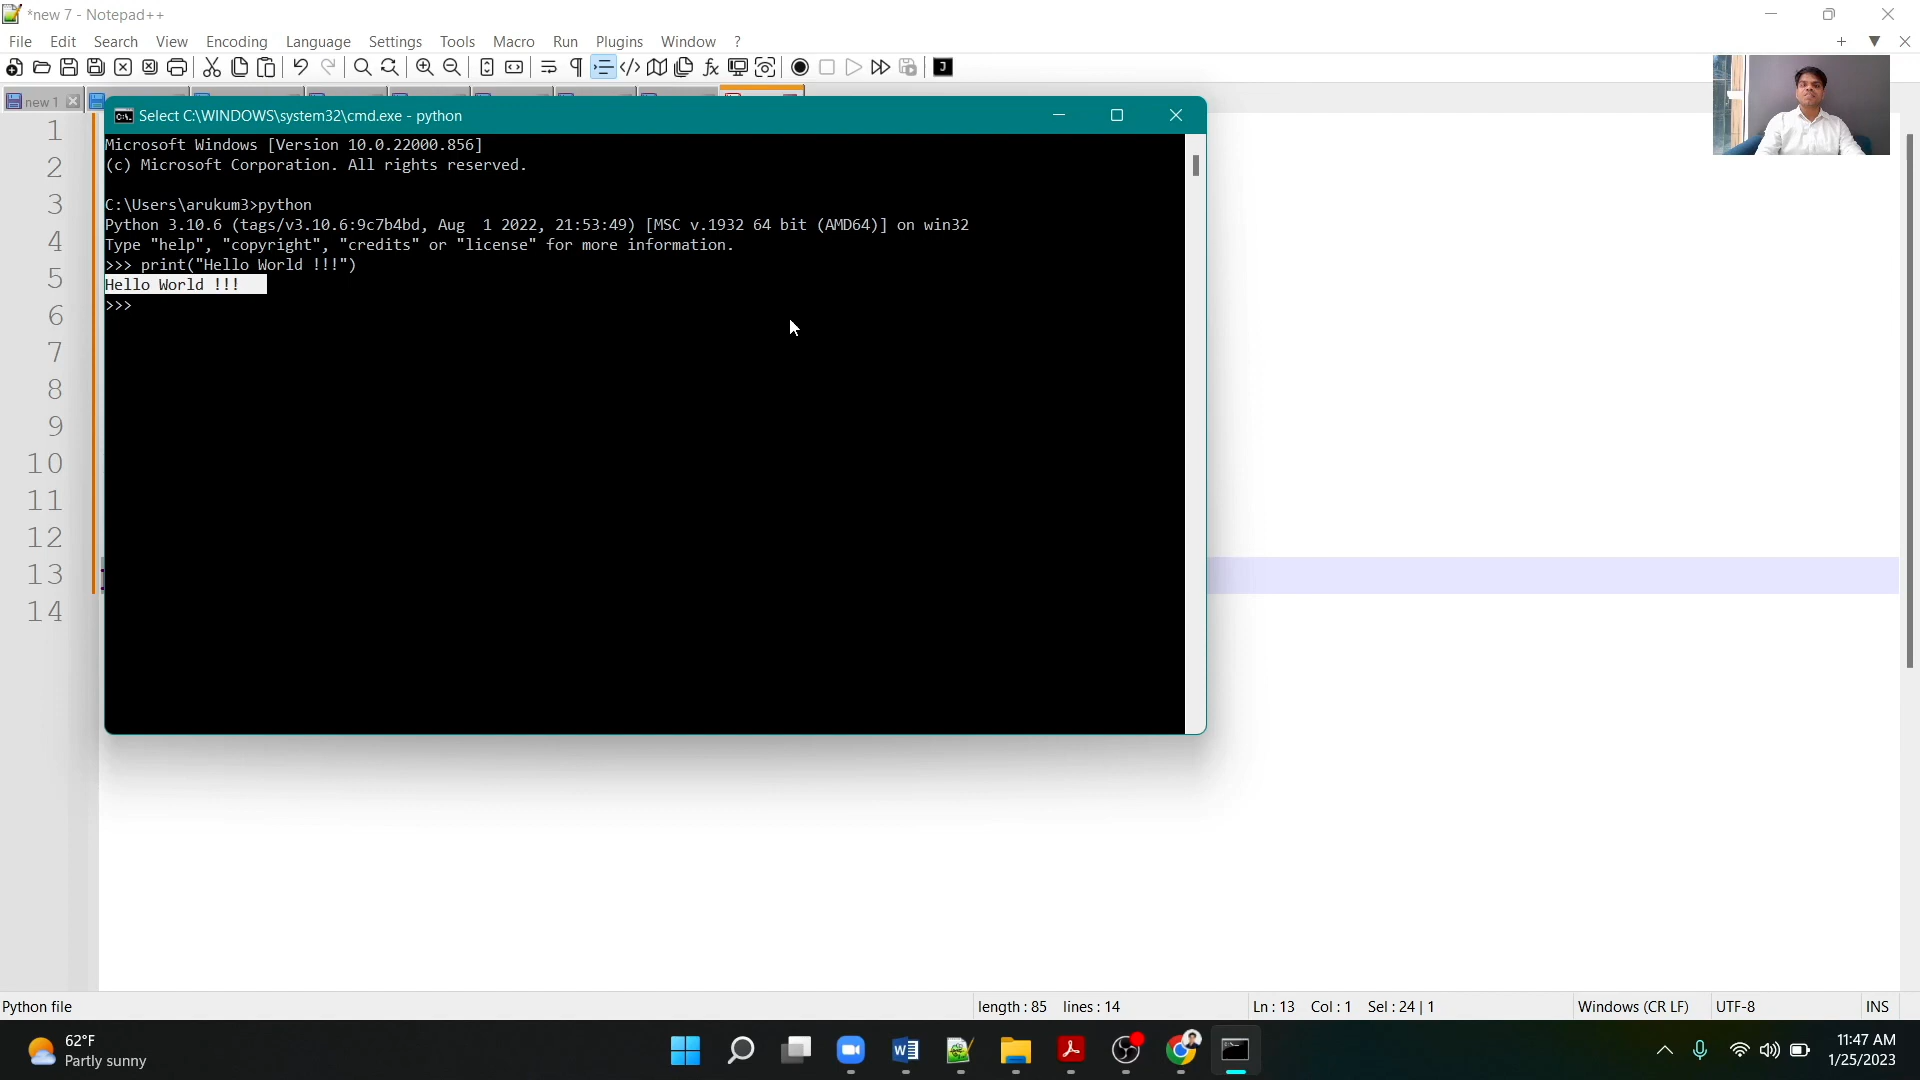 *new 7 - Notepad++
File Edit Search View Encoding Language Settings Tools Macro Run Plugins Window ?
new 1
Select C:\WINDOWS\system32\cmd.exe - python
Microsoft Windows [Version 10.0.22000.856]
(c) Microsoft Corporation. All rights reserved.
C:\Users\arukum3>python
Python 3.10.6 (tags/v3.10.6:9c7b4bd, Aug  1 2022, 21:53:49) [MSC v.1932 64 bit (AMD64)] on win32
Type "help", "copyright", "credits" or "license" for more information.
>>> print("Hello World !!!")
Hello World !!!
>>>
1
2
3
4
5
6
7
8
9
10
11
12
13
14
Python file length : 85 lines : 14 Ln : 13 Col : 1 Sel : 24 | 1 Windows (CR LF) UTF-8 INS
62°F
Partly sunny
11:47 AM
1/25/2023